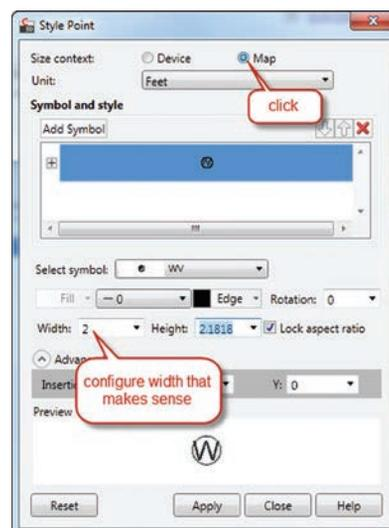 Style Point
Size context: Device Map
Unit: Feet
click
Symbol and style
Add Symbol
W
Select symbol: WV
Fill 0 Edge Rotation: 0
Width: 2 Height: 2.1818 Lock aspect ratio
configure width that
makes sense
Y: 0
Preview
W
Reset Apply Close Help